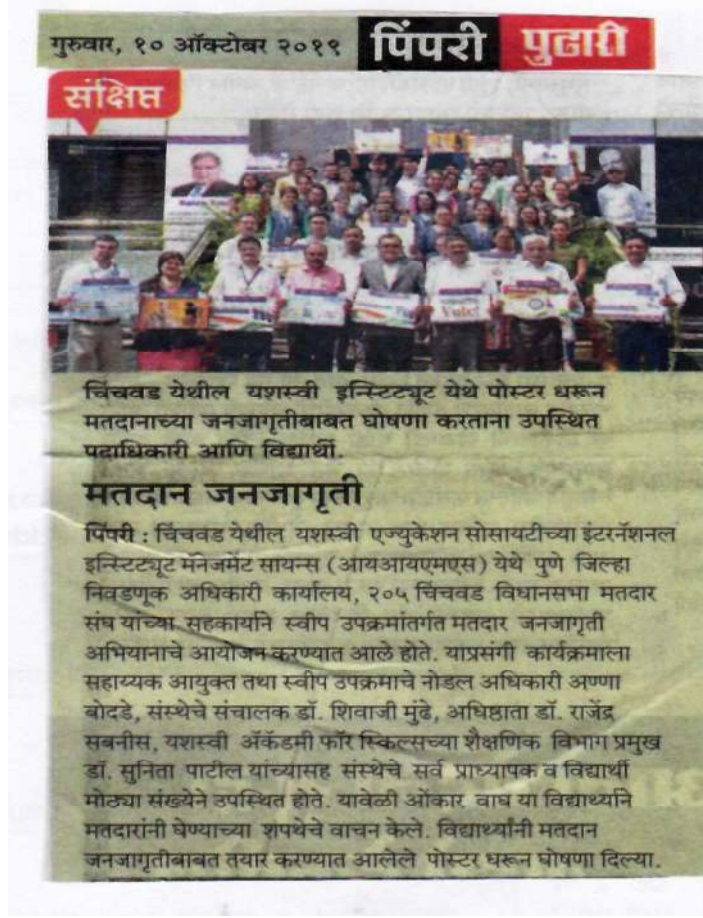 गुरुवार, १० ऑक्टोबर २०१९ पिंपरी पुढारी
संक्षिप्त
Vote!
चिंचवड येथील यशस्वी इन्स्टिट्यूट येथे पोस्टर धरून
मतदानाच्या जनजागृतीबाबत घोषणा करताना उपस्थित
पदाधिकारी आणि विद्यार्थी.
मतदान जनजागृती
पिंपरी : चिंचवड येथील यशस्वी एज्युकेशन सोसायटीच्या इंटरनॅशनल
इन्स्टिट्यूट मॅनेजमेंट सायन्स (आयआयएमएस) येथे पुणे जिल्हा
निवडणूक अधिकारी कार्यालय, २०५ चिंचवड विधानसभा मतदार
संघ यांच्या सहकार्याने स्वीप उपक्रमांतर्गत मतदार जनजागृती
अभियानाचे आयोजन करण्यात आले होते. याप्रसंगी कार्यक्रमाला
सहाय्यक आयुक्त तथा स्वीप उपक्रमाचे नोडल अधिकारी अण्णा
बोदडे, संस्थेचे संचालक डॉ. शिवाजी मुंढे, अधिष्ठाता डॉ. राजेंद्र
सबनीस, यशस्वी अ‍ॅकॅडमी फॉर स्किल्सच्या शैक्षणिक विभाग प्रमुख
डॉ. सुनिता पाटील यांच्यासह संस्थेचे सर्व प्राध्यापक व विद्यार्थी
मोठ्या संख्येने उपस्थित होते. यावेळी ओंकार वाघ या विद्यार्थ्याने
मतदारांनी घेण्याच्या शपथेचे वाचन केले. विद्यार्थ्यांनी मतदान
जनजागृतीबाबत तयार करण्यात आलेले पोस्टर धरून घोषणा दिल्या.